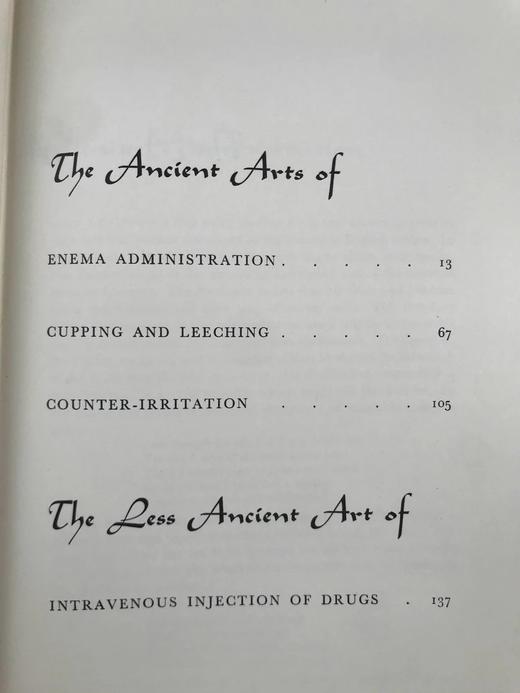 The Ancient Arts of
ENEMA ADMINISTRATION . . . . . 13
CUPPING AND LEECHING . . . . . 67
COUNTER-IRRITATION . . . . . 105
The Less Ancient Art of
INTRAVENOUS INJECTION OF DRUGS . 137